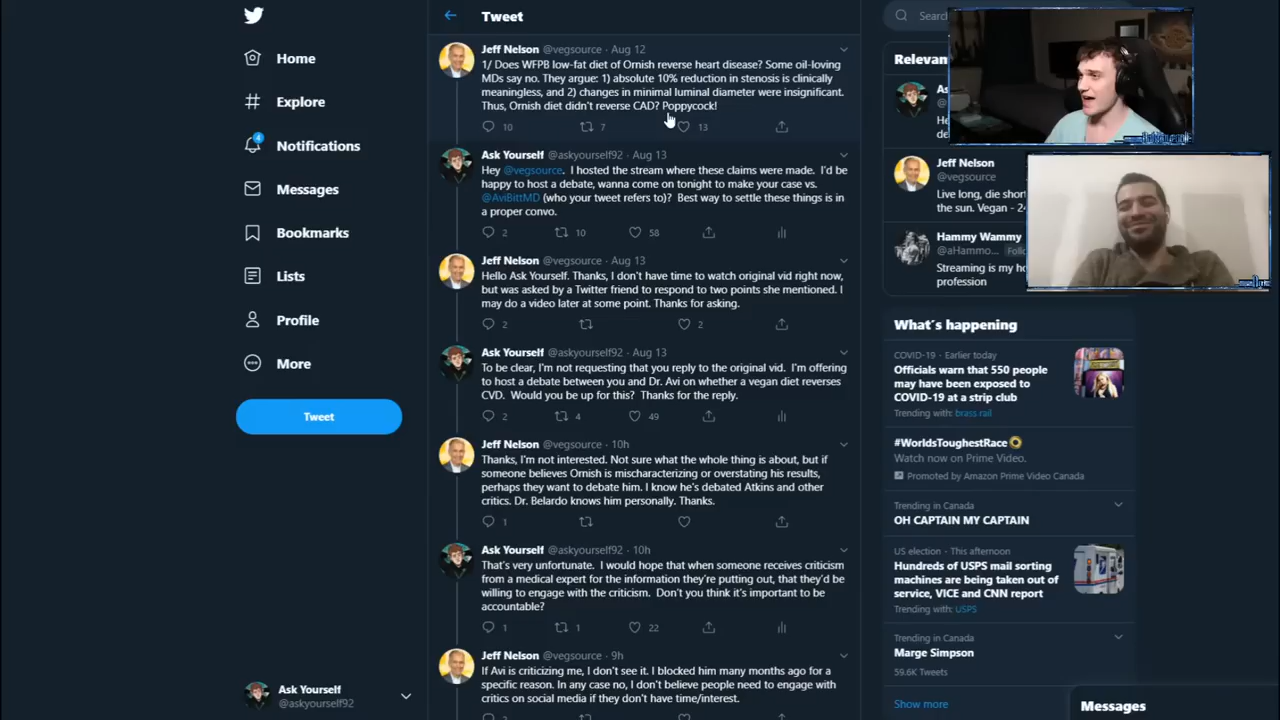 Home
Explore
4
Notifications
Messages
Bookmarks
Lists
Profile
More
Tweet
Ask Yourself
@askyourself92
Tweet
Jeff Nelson @vegsource · Aug 12
1/ Does WFPB low-fat diet of Ornish reverse heart disease? Some oil-loving
MDs say no. They argue: 1) absolute 10% reduction in stenosis is clinically
meaningless, and 2) changes in minimal luminal diameter were insignificant.
Thus, Ornish diet didn't reverse CAD? Poppycock!
10 7 13
Ask Yourself @askyourself92 · Aug 13
Hey @vegsource. I hosted the stream where these claims were made. I'd be
happy to host a debate, wanna come on tonight to make your case vs.
@AviBittMD (who your tweet refers to)? Best way to settle these things is in
a proper convo.
2 10 58
Jeff Nelson @vegsource · Aug 13
Hello Ask Yourself. Thanks, I don't have time to watch original vid right now,
but was asked by a Twitter friend to respond to two points she mentioned. I
may do a video later at some point. Thanks for asking.
2 2
Ask Yourself @askyourself92 · Aug 13
To be clear, I'm not requesting that you reply to the original vid. I'm offering
to host a debate between you and Dr. Avi on whether a vegan diet reverses
CVD. Would you be up for this? Thanks for the reply.
2 4 49
Jeff Nelson @vegsource · 10h
Thanks, I'm not interested. Not sure what the whole thing is about, but if
someone believes Ornish is mischaracterizing or overstating his results,
perhaps they want to debate him. I know he's debated Atkins and other
critics. Dr. Belardo knows him personally. Thanks.
1
Ask Yourself @askyourself92 · 10h
That's very unfortunate. I would hope that when someone receives criticism
from a medical expert for the information they're putting out, that they'd be
willing to engage with the criticism. Don't you think it's important to be
accountable?
1 1 22
Jeff Nelson @vegsource · 9h
If Avi is criticizing me, I don't see it. I blocked him many months ago for a
specific reason. In any case no, I don't believe people need to engage with
critics on social media if they don't have time/interest.
Search
Relevan
As
@
He
de
Jeff Nelson
@vegsource
Live long, die short
the sun. Vegan - 2
Hammy Wammy
@aHammo... Follo
Streaming is my ho
profession
What's happening
COVID-19 · Earlier today
Officials warn that 550 people
may have been exposed to
COVID-19 at a strip club
Trending with: brass rail
#WorldsToughestRace
Watch now on Prime Video.
Promoted by Amazon Prime Video Canada
Trending in Canada
OH CAPTAIN MY CAPTAIN
US election · This afternoon
Hundreds of USPS mail sorting
machines are being taken out of
service, VICE and CNN report
Trending with: USPS
Trending in Canada
Marge Simpson
59.6K Tweets
Show more
Messages